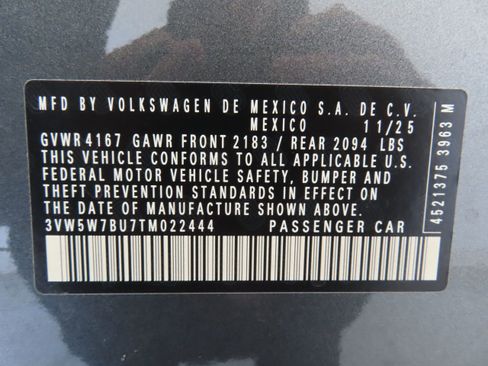 MFD BY VOLKSWAGEN DE MEXICO S.A. DE C.V.
MEXICO 11/25
GVWR 4167 GAWR FRONT 2183 / REAR 2094 LBS
THIS VEHICLE CONFORMS TO ALL APPLICABLE U.S.
FEDERAL MOTOR VEHICLE SAFETY, BUMPER AND
THEFT PREVENTION STANDARDS IN EFFECT ON
THE DATE OF MANUFACTURE SHOWN ABOVE.
3VW5W7BU7TM022444 PASSENGER CAR
4521375 3963 M